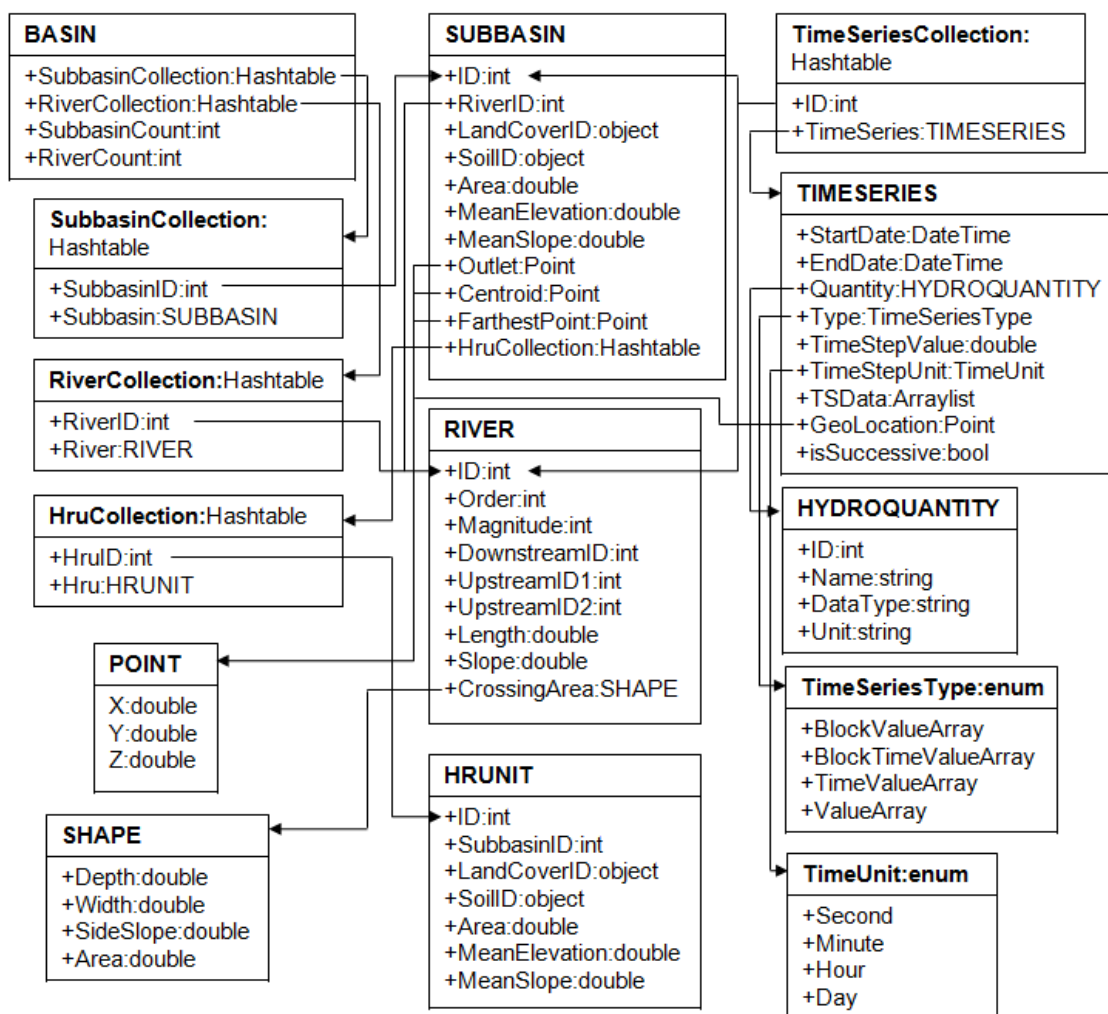 BASIN
+SubbasinCollection:Hashtable
+RiverCollection:Hashtable
+SubbasinCount:int
+RiverCount:int
SubbasinCollection:
Hashtable
+SubbasinID:int
+Subbasin:SUBBASIN
RiverCollection:Hashtable
+RiverID:int
+River:RIVER
HruCollection:Hashtable
+HruID:int
+Hru:HRUNIT
POINT
X:double
Y:double
Z:double
SHAPE
+Depth:double
+Width:double
+SideSlope:double
+Area:double
SUBBASIN
+ID:int
+RiverID:int
+LandCoverID:object
+SoilID:object
+Area:double
+MeanElevation:double
+MeanSlope:double
+Outlet:Point
+Centroid:Point
+FarthestPoint:Point
+HruCollection:Hashtable
RIVER
+ID:int
+Order:int
+Magnitude:int
+DownstreamID:int
+UpstreamID1:int
+UpstreamID2:int
+Length:double
+Slope:double
+CrossingArea:SHAPE
HRUNIT
+ID:int
+SubbasinID:int
+LandCoverID:object
+SoilID:object
+Area:double
+MeanElevation:double
+MeanSlope:double
TimeSeriesCollection:
Hashtable
+ID:int
+TimeSeries:TIMESERIES
TIMESERIES
+StartDate:DateTime
+EndDate:DateTime
+Quantity:HYDROQUANTITY
+Type:TimeSeriesType
+TimeStepValue:double
+TimeStepUnit:TimeUnit
+TSData:Arraylist
+GeoLocation:Point
+isSuccessive:bool
HYDROQUANTITY
+ID:int
+Name:string
+DataType:string
+Unit:string
TimeSeriesType:enum
+BlockValueArray
+BlockTimeValueArray
+TimeValueArray
+ValueArray
TimeUnit:enum
+Second
+Minute
+Hour
+Day